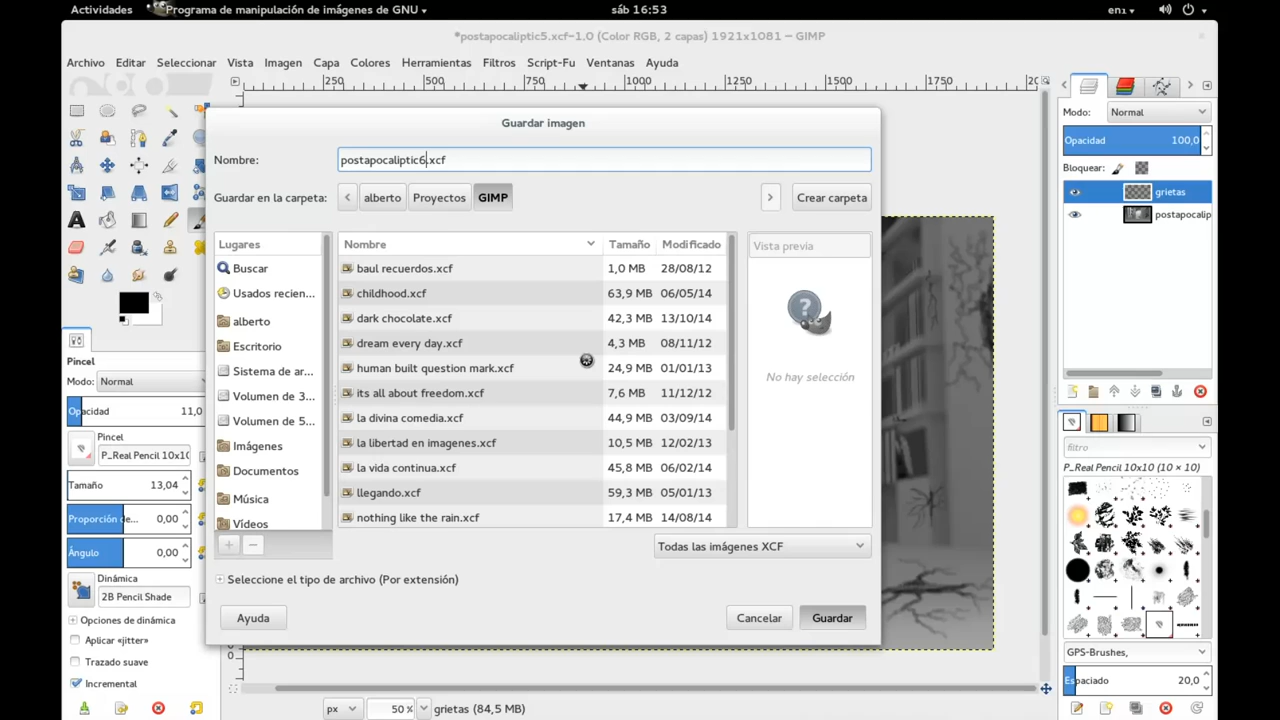 Actividades Programa de manipulación de imágenes de GNU sáb 16:53 en₁
*postapocaliptic5.xcf-1.0 (Color RGB, 2 capas) 1921x1081 – GIMP
Archivo Editar Seleccionar Vista Imagen Capa Colores Herramientas Filtros Script-Fu Ventanas Ayuda
250 500 750 1000 1250 1500 1750 20
Guardar imagen
Nombre: postapocaliptic6.xcf
Guardar en la carpeta: alberto Proyectos GIMP Crear carpeta
Lugares
Buscar
Usados recien...
alberto
Escritorio
Sistema de ar...
Volumen de 3...
Volumen de 5...
Imágenes
Documentos
Música
Vídeos
Nombre Tamaño Modificado
baul recuerdos.xcf 1,0 MB 28/08/12
childhood.xcf 63,9 MB 06/05/14
dark chocolate.xcf 42,3 MB 13/10/14
dream every day.xcf 4,3 MB 08/11/12
human built question mark.xcf 24,9 MB 01/01/13
its all about freedom.xcf 7,6 MB 11/12/12
la divina comedia.xcf 44,9 MB 03/09/14
la libertad en imagenes.xcf 10,5 MB 12/02/13
la vida continua.xcf 45,8 MB 06/02/14
llegando.xcf 59,3 MB 05/01/13
nothing like the rain.xcf 17,4 MB 14/08/14
Vista previa
No hay selección
Todas las imágenes XCF
Seleccione el tipo de archivo (Por extensión)
Ayuda Cancelar Guardar
Pincel
Modo: Normal
Opacidad 11,0
Pincel
P_Real Pencil 10x10
Tamaño 13,04
Proporción de... 0,00
Ángulo 0,00
Dinámica
2B Pencil Shade
Opciones de dinámica
Aplicar «jitter»
Trazado suave
Incremental
Modo: Normal
Opacidad 100,0
Bloquear:
grietas
postapocalip
filtro
P_Real Pencil 10x10 (10 × 10)
GPS-Brushes,
Espaciado 20,0
0
px 50 % grietas (84,5 MB)